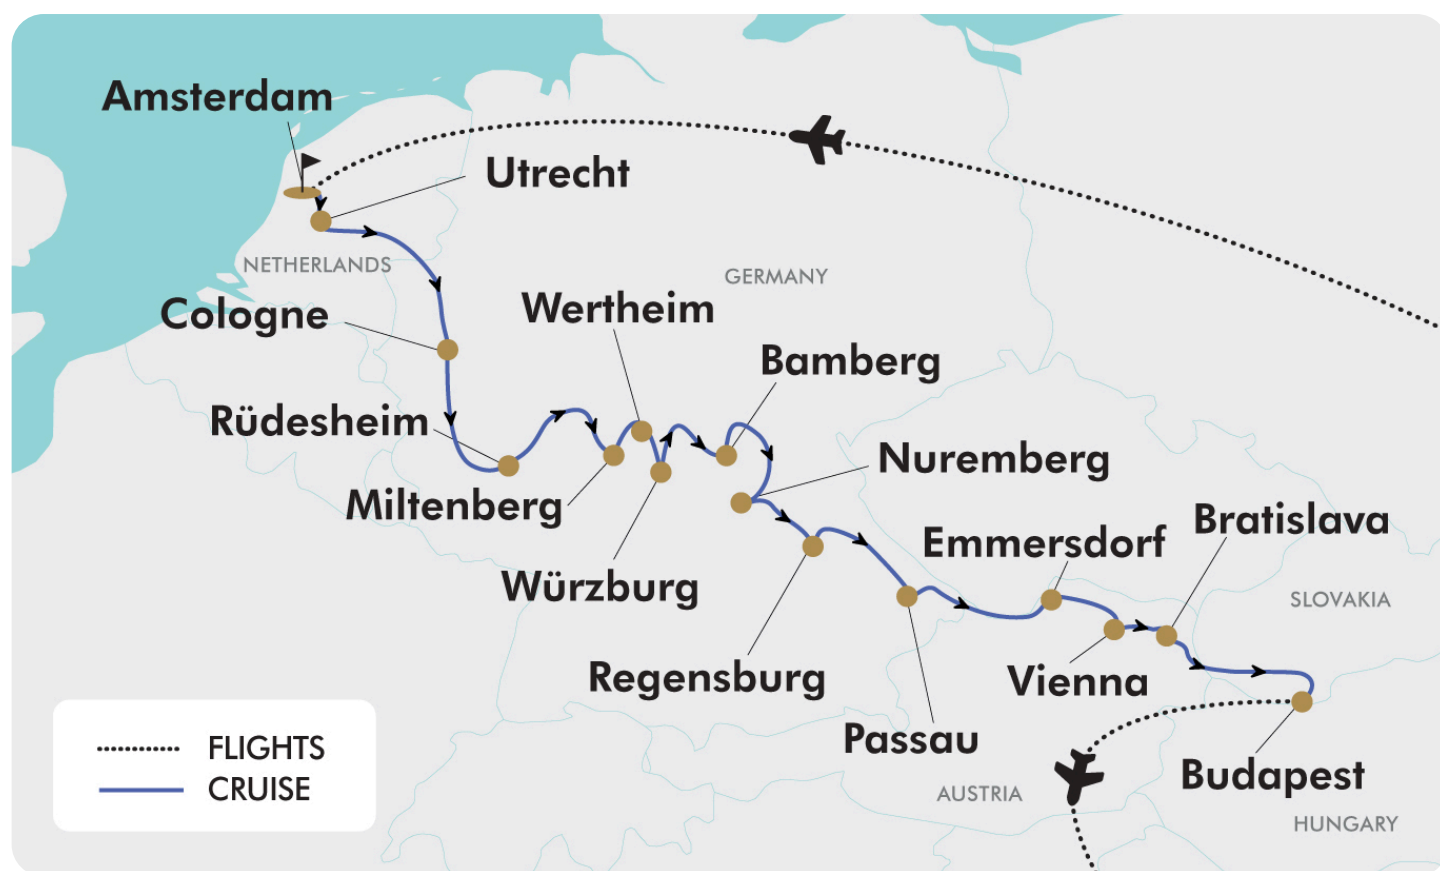 Amsterdam
Utrecht
NETHERLANDS
GERMANY
Cologne
Wertheim
Bamberg
Rüdesheim
Nuremberg
Miltenberg
Bratislava
Emmersdorf
Würzburg
SLOVAKIA
Regensburg
Vienna
Passau
Budapest
AUSTRIA
HUNGARY
FLIGHTS
CRUISE